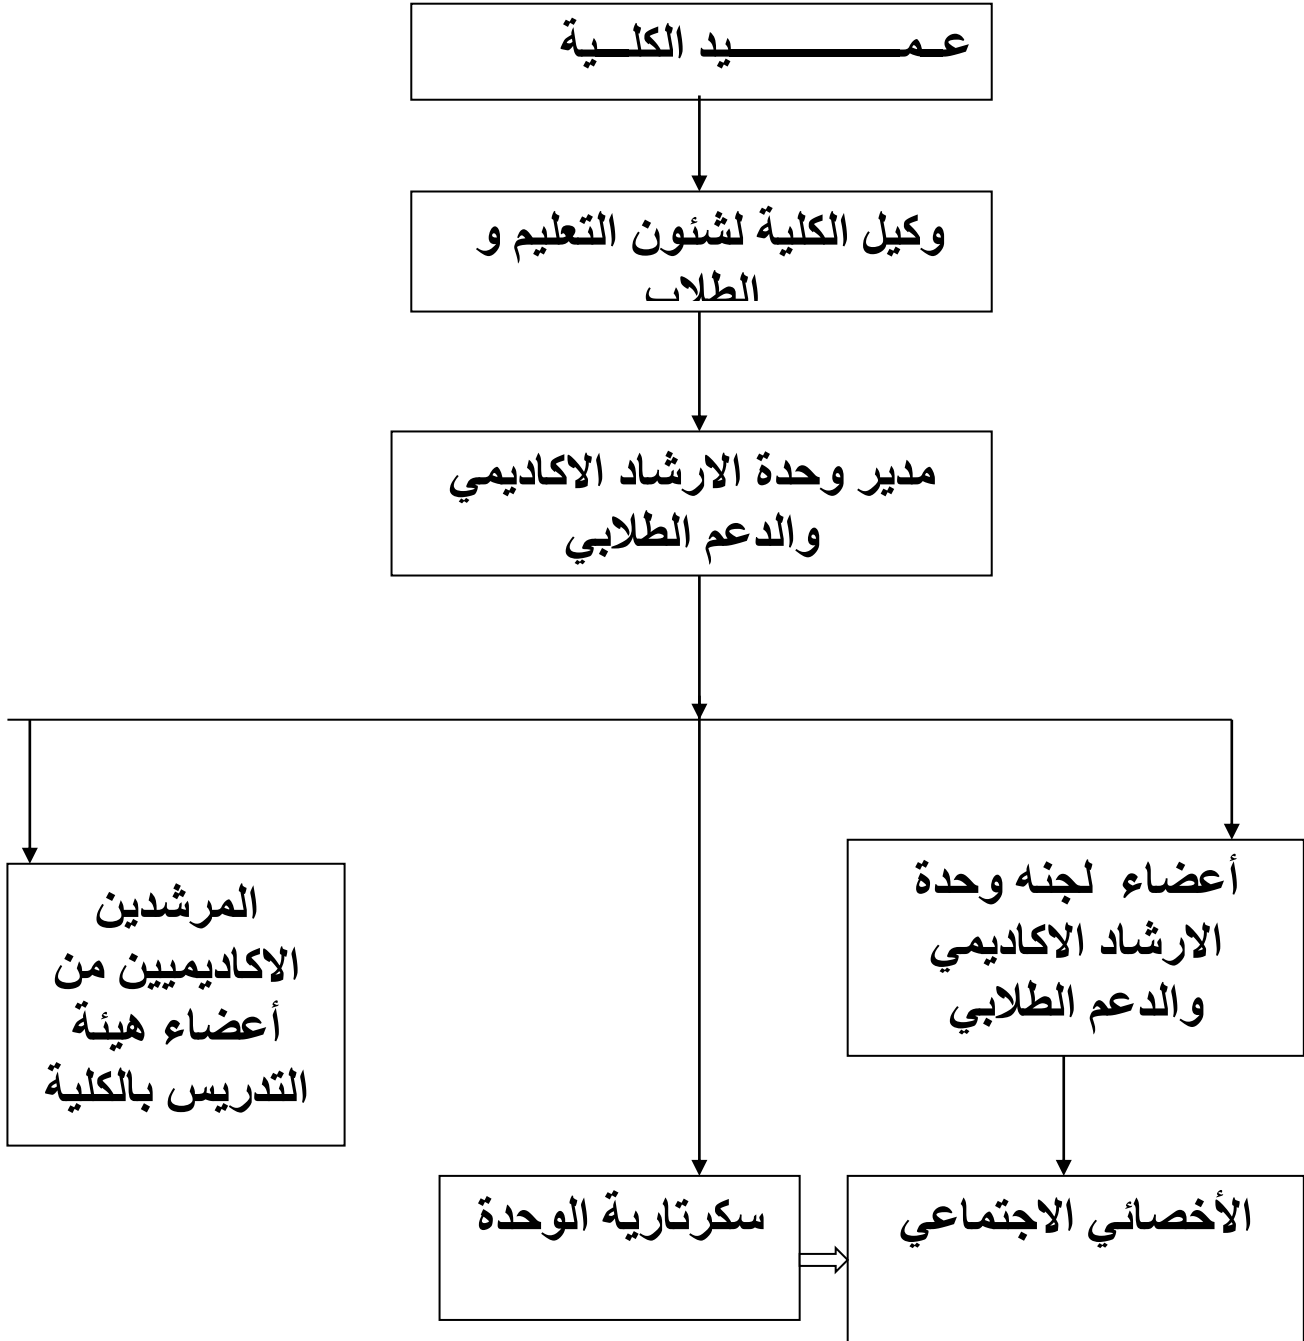 عـمـــــــــــــــيد الكلـــية
وكيل الكلية لشئون التعليم و
الطلاب
مدير وحدة الارشاد الاكاديمي
والدعم الطلابي
أعضاء لجنه وحدة
الارشاد الاكاديمي
والدعم الطلابي
المرشدين
الاكاديميين من
أعضاء هيئة
التدريس بالكلية
الأخصائي الاجتماعي
سكرتارية الوحدة